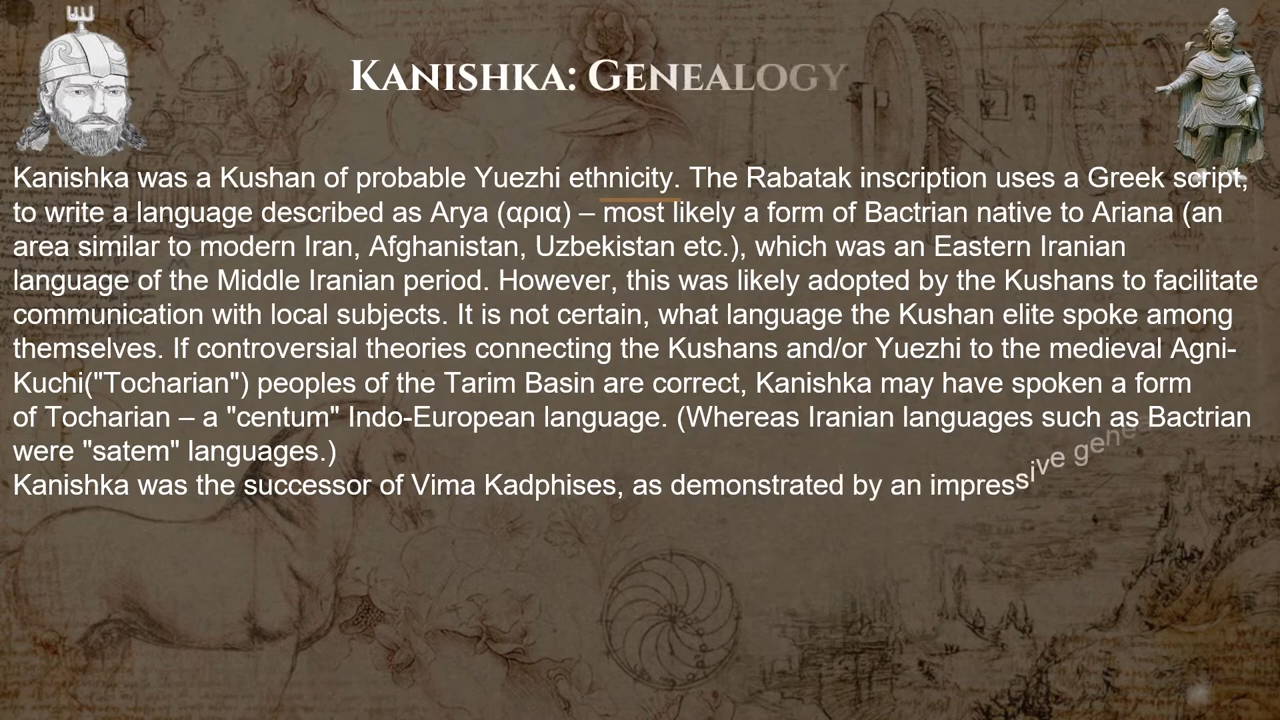 KANISHKA: GENEALOGY
Kanishka was a Kushan of probable Yuezhi ethnicity. The Rabatak inscription uses a Greek script,
to write a language described as Arya (αρια) – most likely a form of Bactrian native to Ariana (an
area similar to modern Iran, Afghanistan, Uzbekistan etc.), which was an Eastern Iranian
language of the Middle Iranian period. However, this was likely adopted by the Kushans to facilitate
communication with local subjects. It is not certain, what language the Kushan elite spoke among
themselves. If controversial theories connecting the Kushans and/or Yuezhi to the medieval Agni-
Kuchi("Tocharian") peoples of the Tarim Basin are correct, Kanishka may have spoken a form
of Tocharian – a "centum" Indo-European language. (Whereas Iranian languages such as Bactrian
were "satem" languages.)
Kanishka was the successor of Vima Kadphises, as demonstrated by an impressive gene